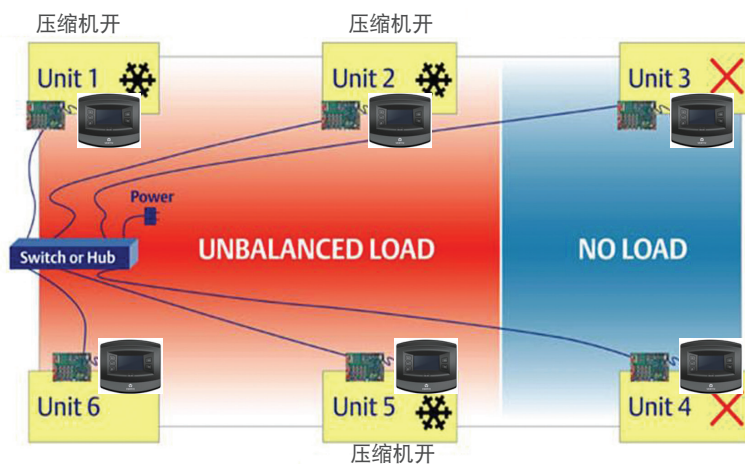 压缩机开
压缩机开
Unit 1
Unit 2
Unit 3
Power
Switch or Hub
UNBALANCED LOAD
NO LOAD
Unit 6
Unit 5
Unit 4
压缩机开